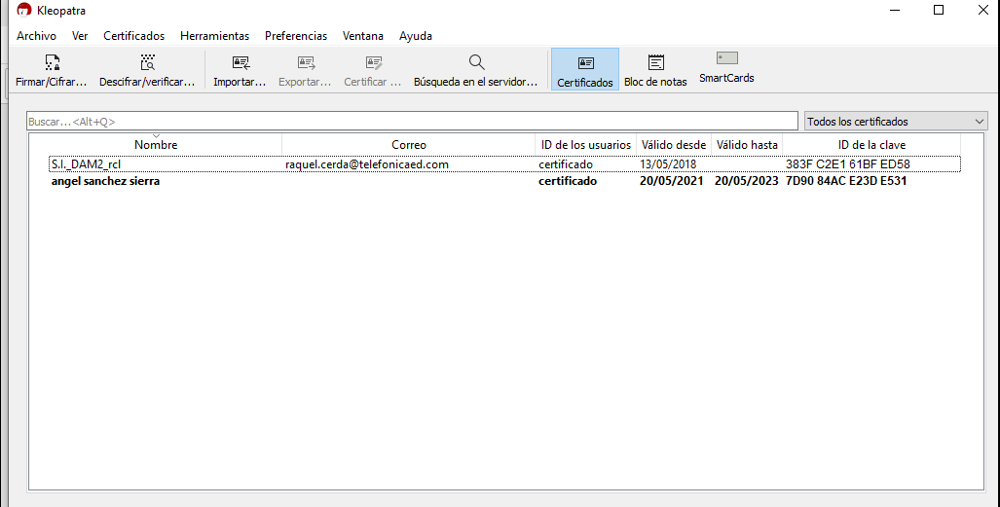 Kleopatra
Archivo Ver Certificados Herramientas Preferencias Ventana Ayuda
Firmar/Cifrar... Descifrar/verificar... Importar... Exportar... Certificar ... Búsqueda en el servidor... Certificados Bloc de notas SmartCards
Buscar...<Alt+Q> Todos los certificados
Nombre Correo ID de los usuarios Válido desde Válido hasta ID de la clave
S.I._DAM2_rcl raquel.cerda@telefonicaed.com certificado 13/05/2018 383F C2E1 61BF ED58
angel sanchez sierra certificado 20/05/2021 20/05/2023 7D90 84AC E23D E531